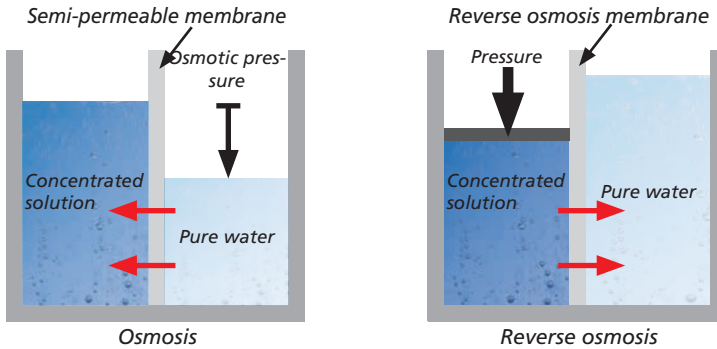 Semi-permeable membrane
Osmotic pres-
sure
Concentrated
solution
Pure water
Osmosis
Reverse osmosis membrane
Pressure
Concentrated
solution
Pure water
Reverse osmosis